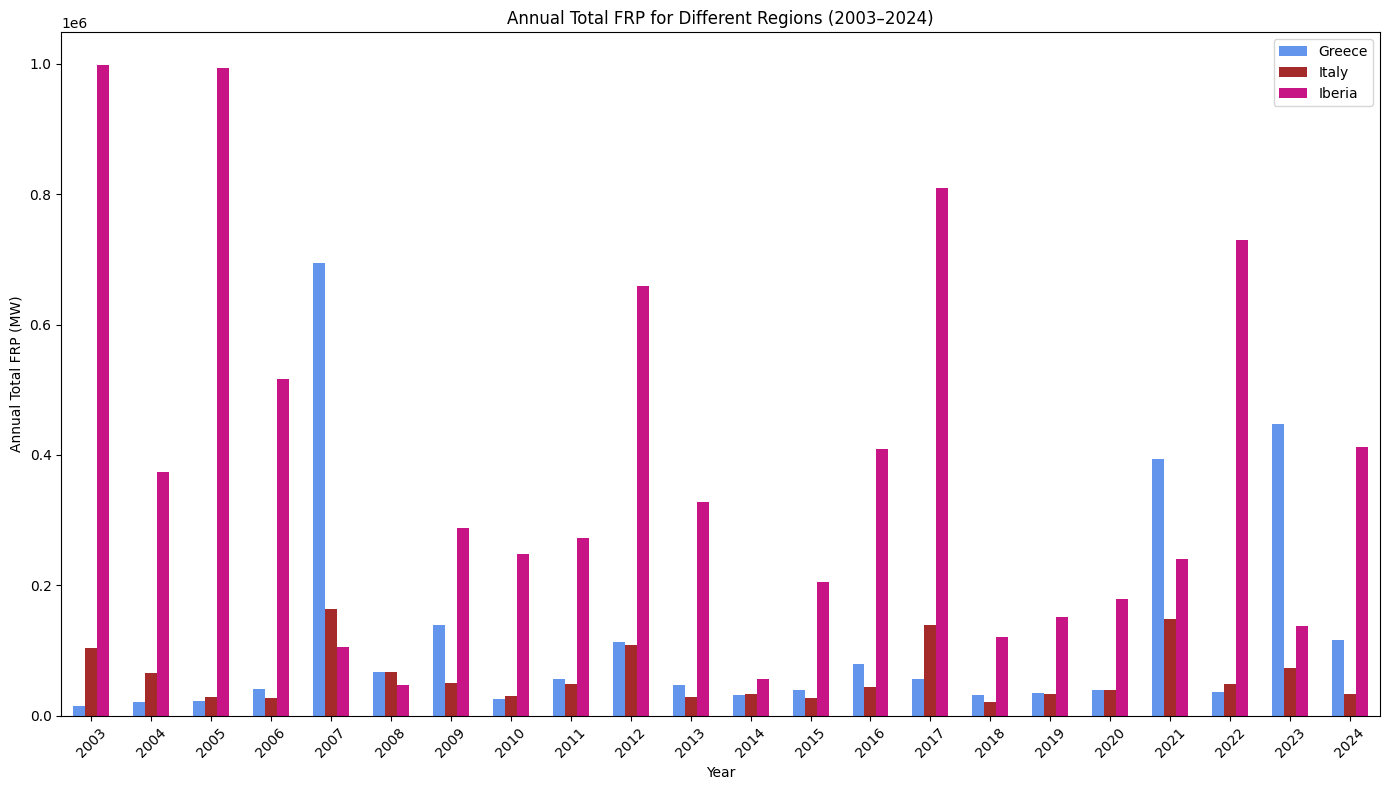 Annual Total FRP for Different Regions (2003–2024)
1e6
Greece
Italy
Iberia
Annual Total FRP (MW)
1.0
0.8
0.6
0.4
0.2
0.0
2003 2004 2005 2006 2007 2008 2009 2010 2011 2012 2013 2014 2015 2016 2017 2018 2019 2020 2021 2022 2023 2024
Year